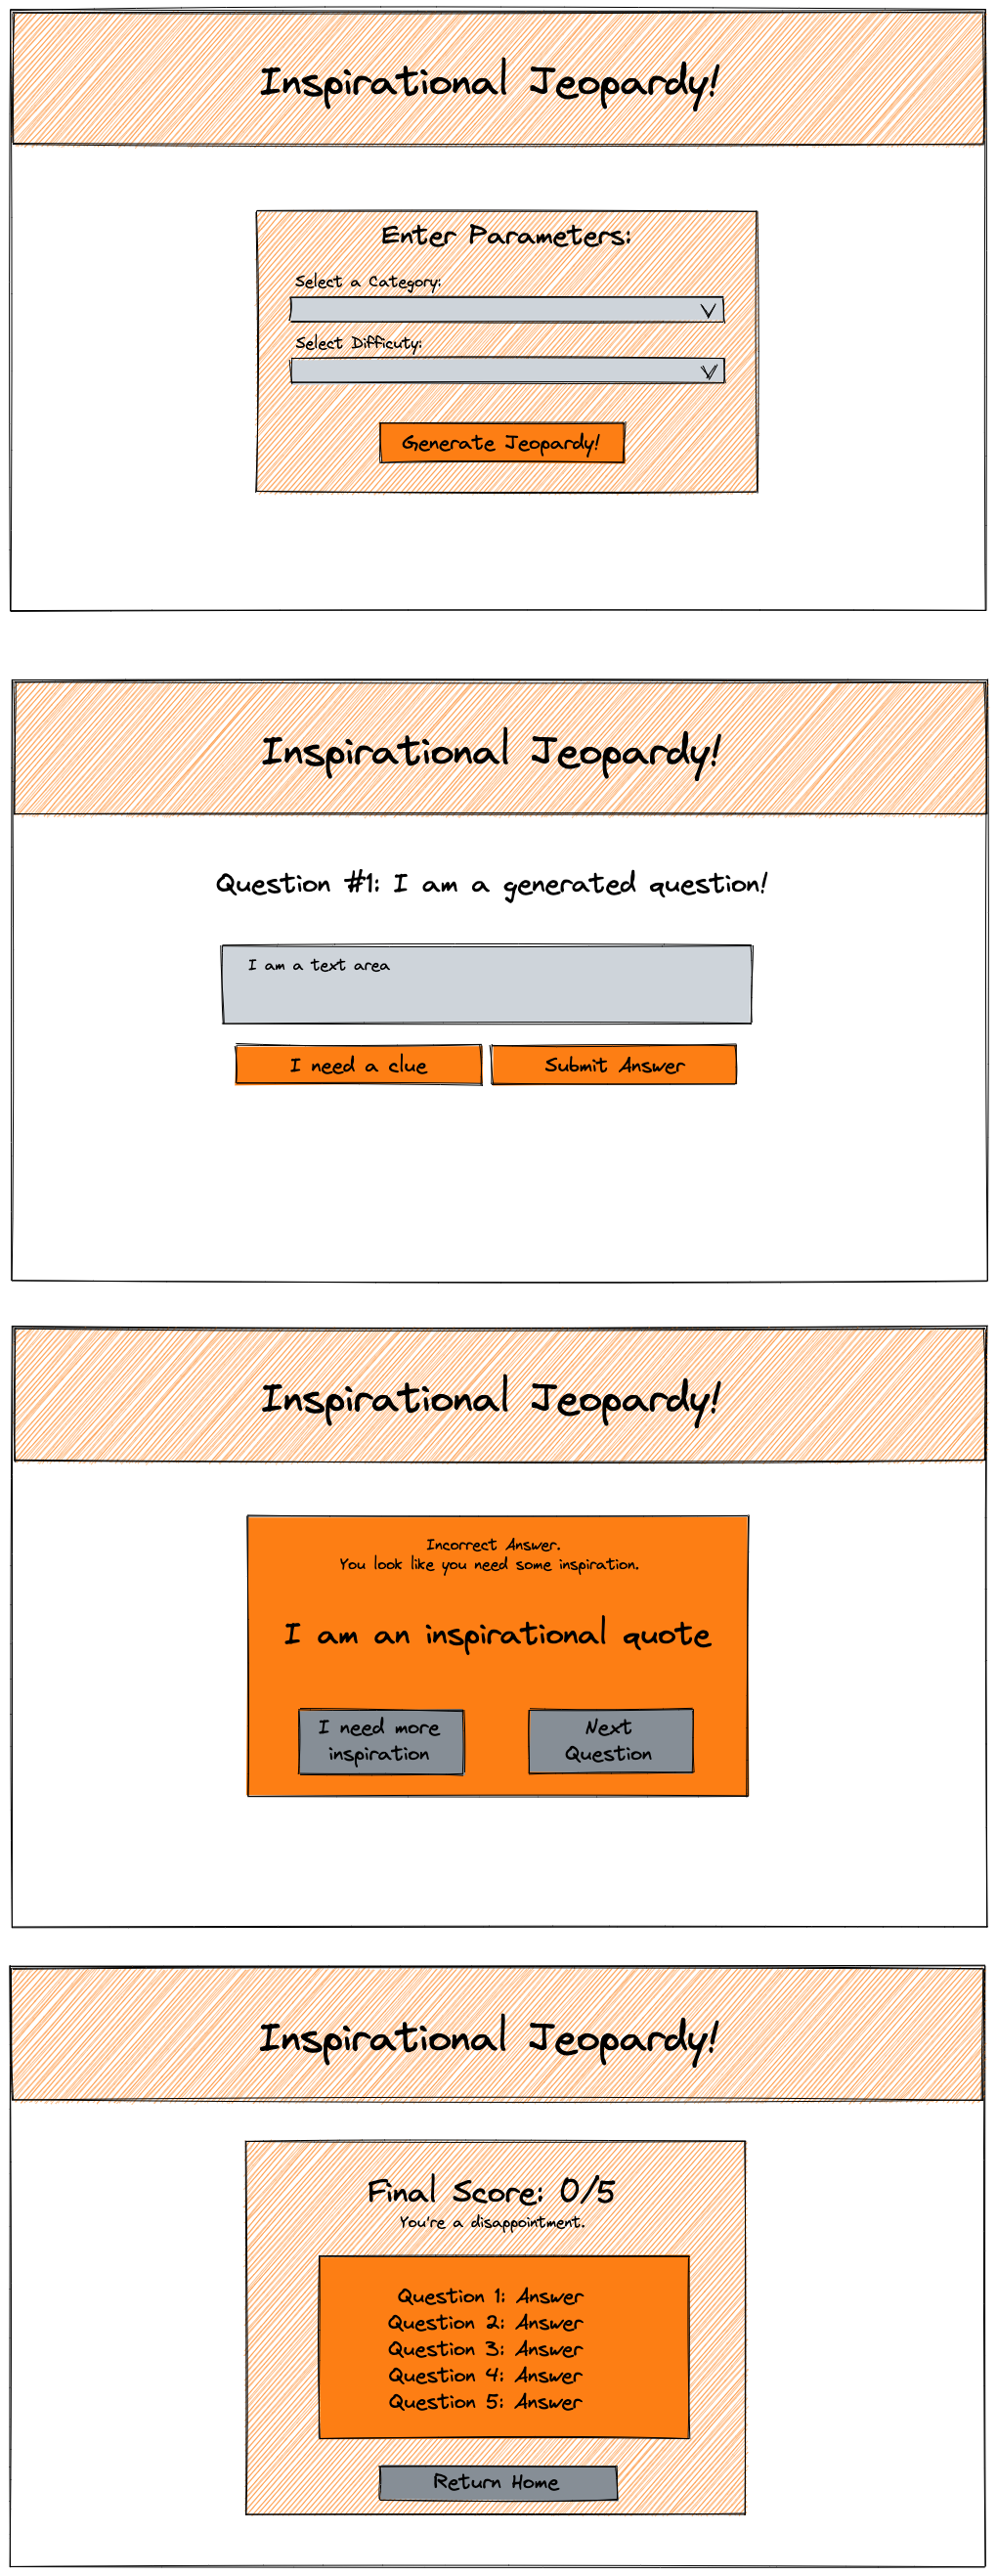 Inspirational Jeopardy!
Enter Parameters:
Select a Category:
Select Difficuty:
Generate Jeopardy!
Inspirational Jeopardy!
Question #1: I am a generated question!
I am a text area
I need a clue
Submit Answer
Inspirational Jeopardy!
Incorrect Answer.
You look like you need some inspiration.
I am an inspirational quote
I need more
inspiration
Next
Question
Inspirational Jeopardy!
Final Score: 0/5
You're a disappointment.
Question 1: Answer
Question 2: Answer
Question 3: Answer
Question 4: Answer
Question 5: Answer
Return Home